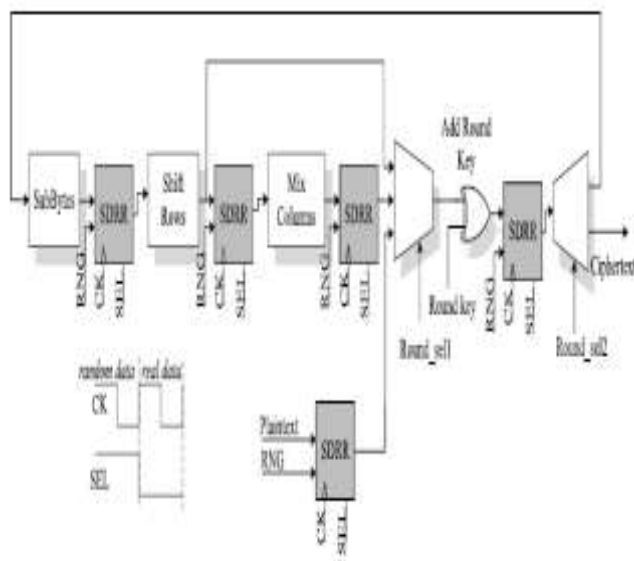 Add Round
Key
SubBytes
SDRR
Shift
Rows
SDRR
Mix
Columns
SDRR
SDRR
Ciphertext
RNG
CK
SEL
RNG
CK
SEL
RNG
CK
SEL
Round key
RNG
CK
SEL
Round_sel1
Round_sel2
random data
real data
CK
SEL
Plaintext
RNG
SDRR
CK
SEL